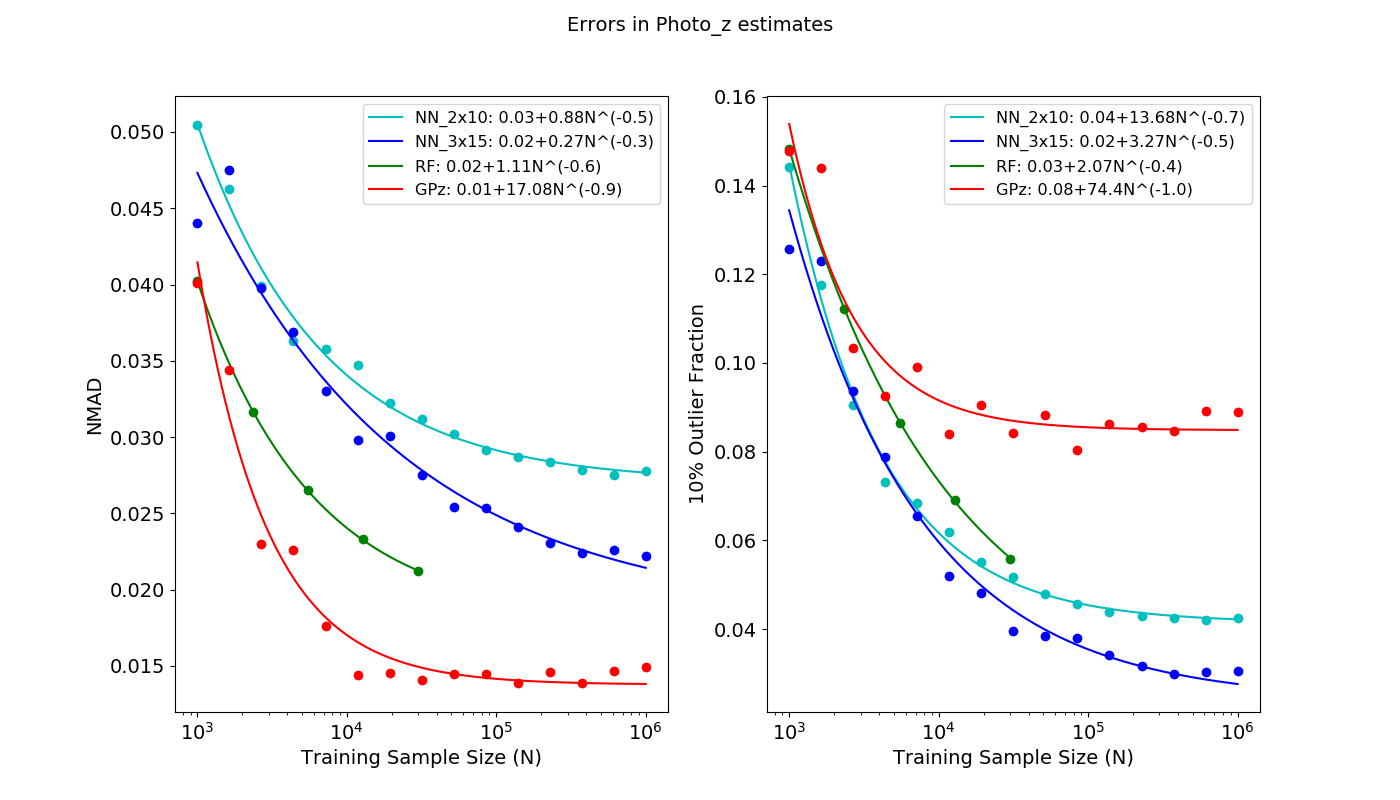 Errors in Photo_z estimates
NMAD
0.050
0.045
0.040
0.035
0.030
0.025
0.020
0.015
NN_2x10: 0.03+0.88N^(-0.5)
NN_3x15: 0.02+0.27N^(-0.3)
RF: 0.02+1.11N^(-0.6)
GPz: 0.01+17.08N^(-0.9)
10³ 10⁴ 10⁵ 10⁶
Training Sample Size (N)
10% Outlier Fraction
0.16
0.14
0.12
0.10
0.08
0.06
0.04
NN_2x10: 0.04+13.68N^(-0.7)
NN_3x15: 0.02+3.27N^(-0.5)
RF: 0.03+2.07N^(-0.4)
GPz: 0.08+74.4N^(-1.0)
10³ 10⁴ 10⁵ 10⁶
Training Sample Size (N)